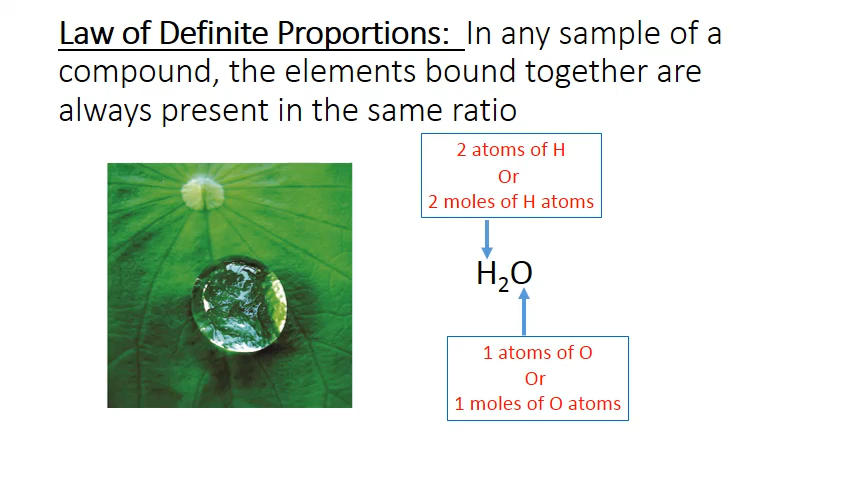 Law of Definite Proportions: In any sample of a
compound, the elements bound together are
always present in the same ratio
2 atoms of H
Or
2 moles of H atoms
H₂O
1 atoms of O
Or
1 moles of O atoms